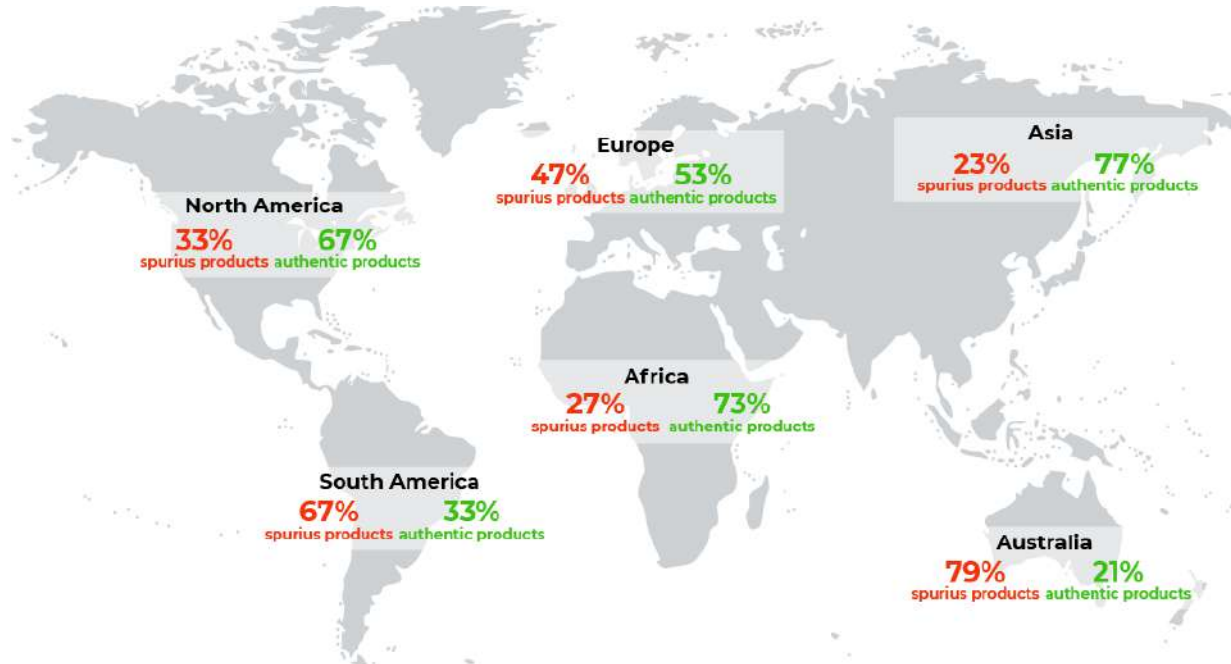 Europe
47% 53%
spurius products authentic products
Asia
23% 77%
spurius products authentic products
North America
33% 67%
spurius products authentic products
Africa
27% 73%
spurius products authentic products
South America
67% 33%
spurius products authentic products
Australia
79% 21%
spurius products authentic products